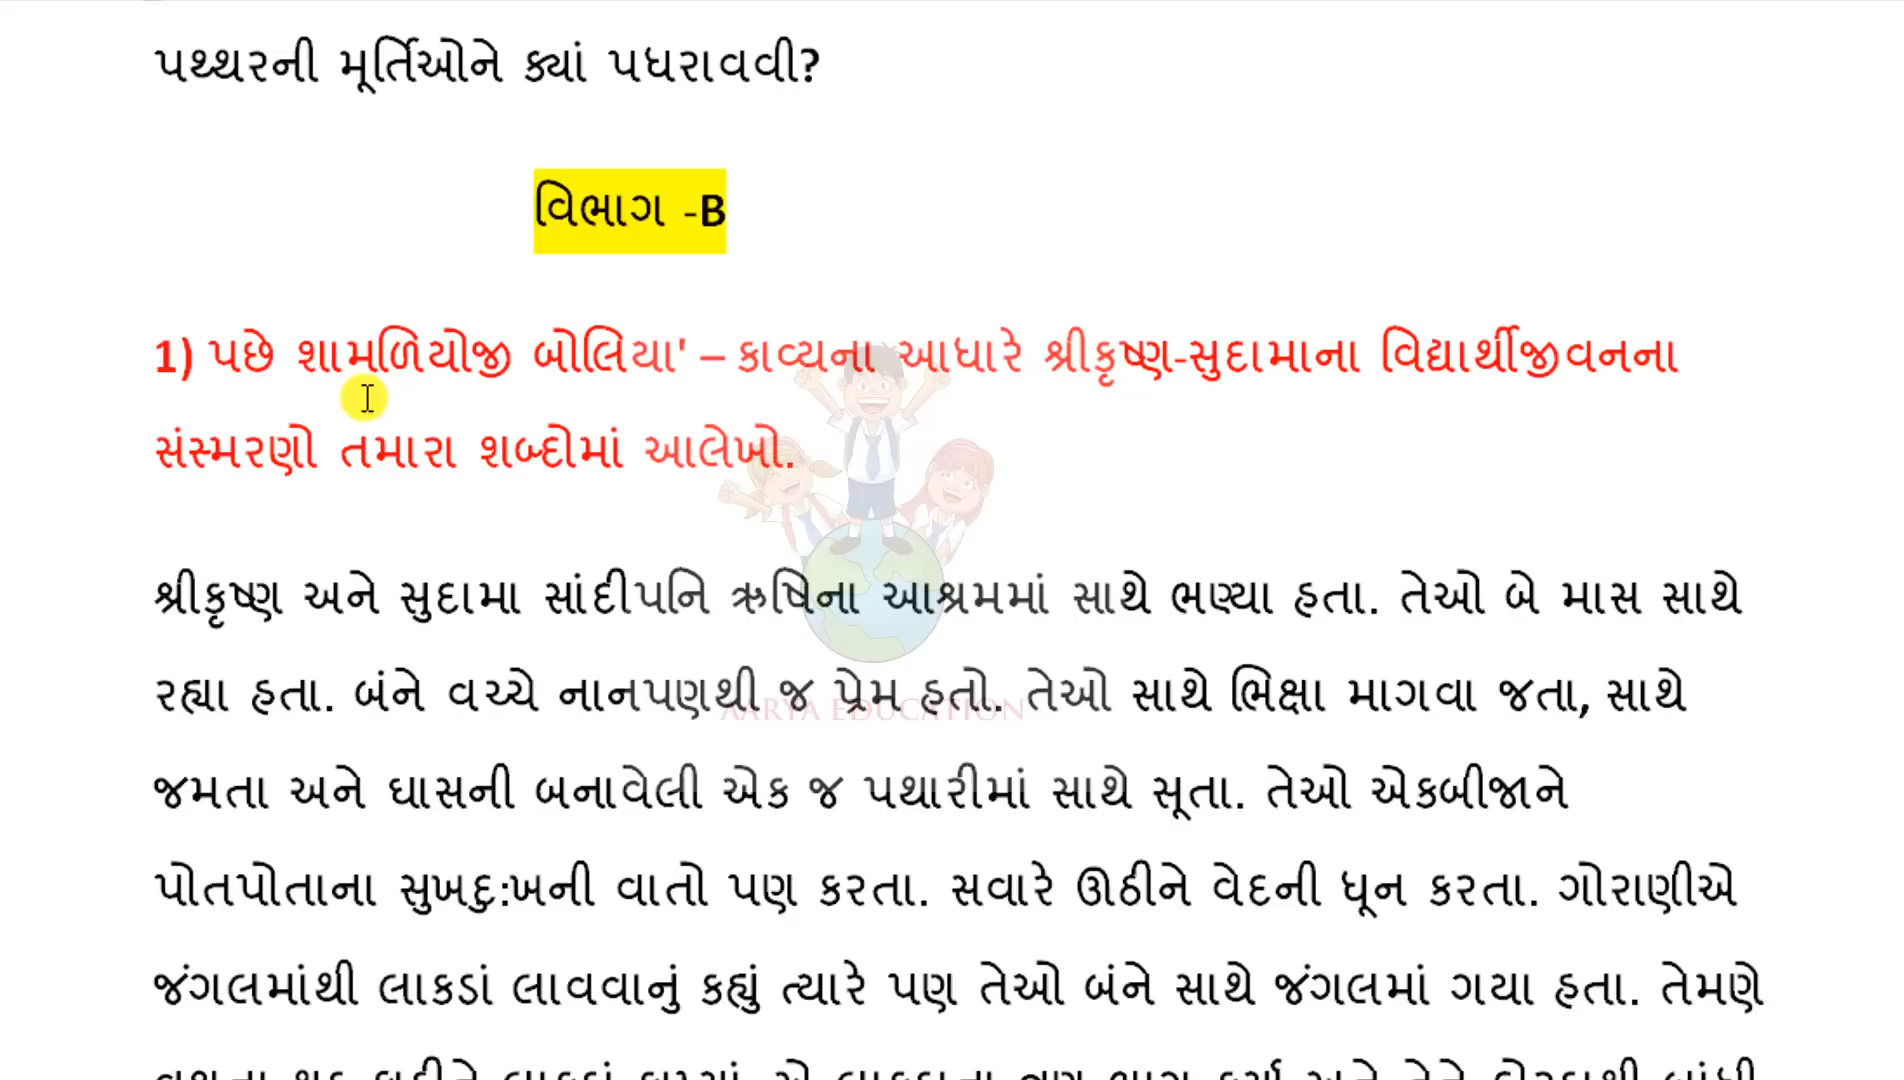 પથ્થરની મૂર્તિઓને ક્યાં પધરાવવી?
વિભાગ -B
1) પછે શામળિયોજી બોલિયા' – કાવ્યના આધારે શ્રીકૃષ્ણ-સુદામાના વિદ્યાર્થીજીવનના
સંસ્મરણો તમારા શબ્દોમાં આલેખો.
શ્રીકૃષ્ણ અને સુદામા સાંદીપનિ ઋષિના આશ્રમમાં સાથે ભણ્યા હતા. તેઓ બે માસ સાથે
રહ્યા હતા. બંને વચ્ચે નાનપણથી જ પ્રેમ હતો. તેઓ સાથે ભિક્ષા માગવા જતા, સાથે
AARYA EDUCATION
જમતા અને ઘાસની બનાવેલી એક જ પથારીમાં સાથે સૂતા. તેઓ એકબીજાને
પોતપોતાના સુખદુ:ખની વાતો પણ કરતા. સવારે ઊઠીને વેદની ધૂન કરતા. ગોરાણીએ
જંગલમાંથી લાકડાં લાવવાનું કહ્યું ત્યારે પણ તેઓ બંને સાથે જંગલમાં ગયા હતા. તેમણે